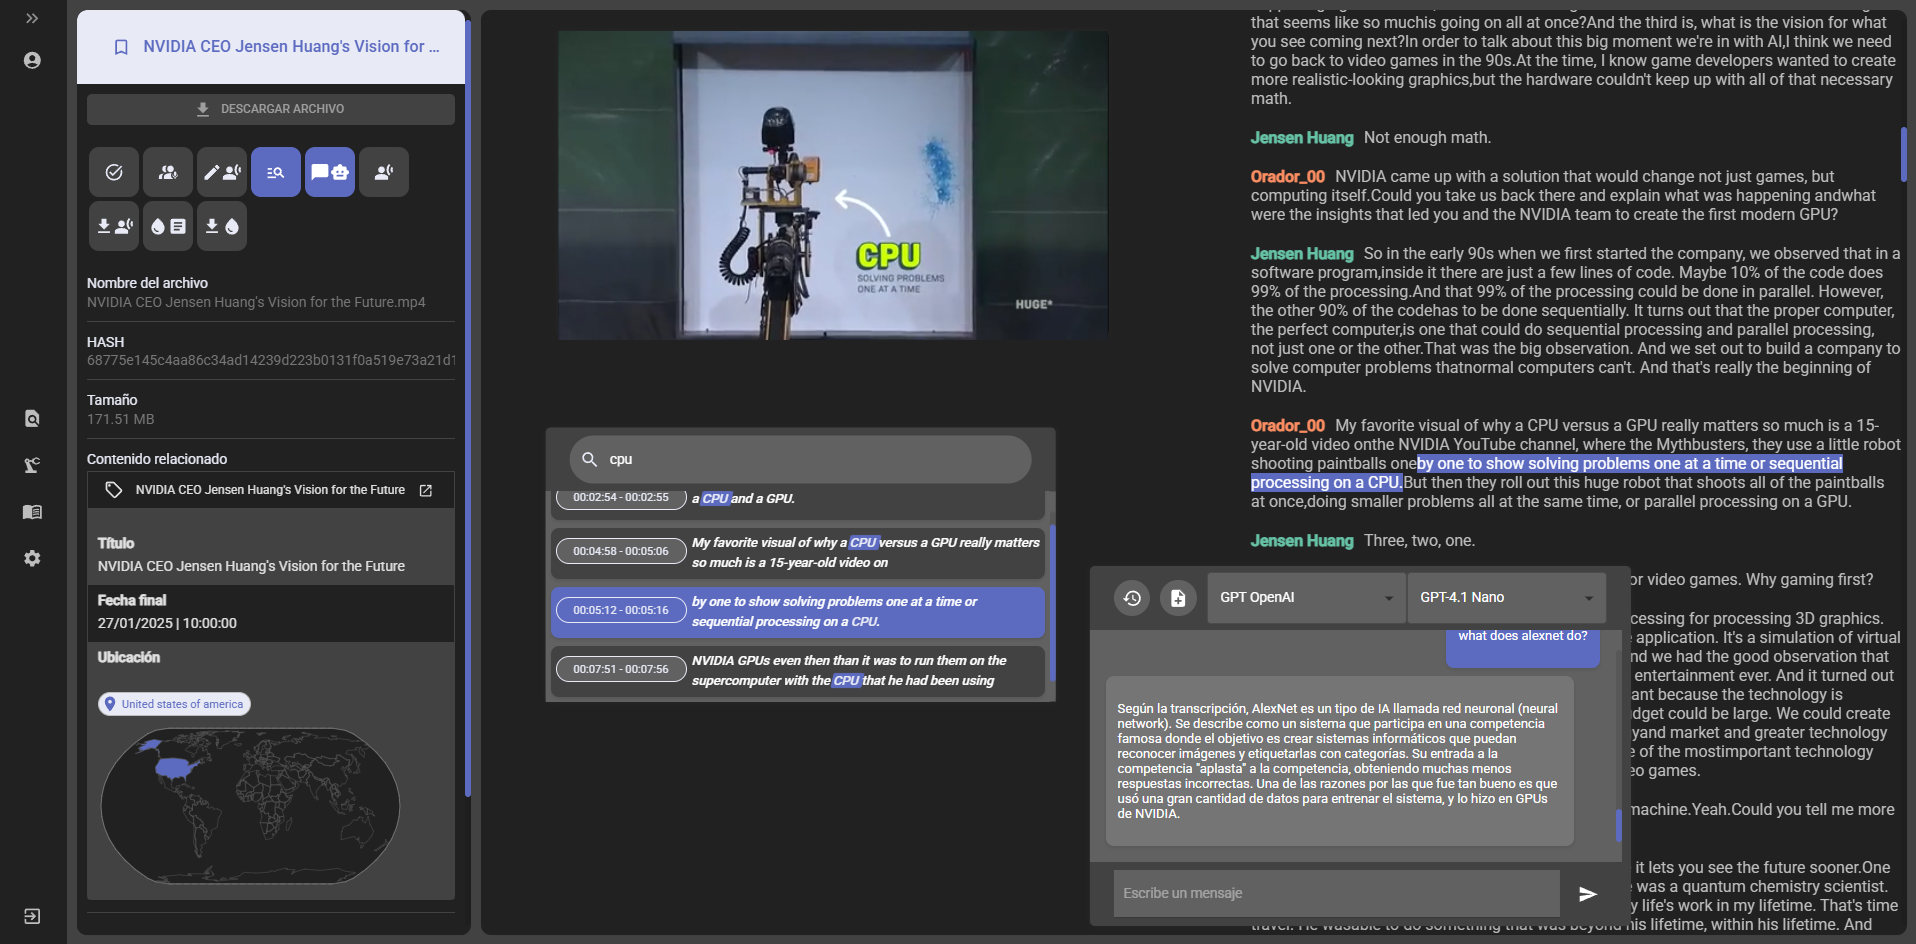 NVIDIA CEO Jensen Huang's Vision for ...
DESCARGAR ARCHIVO
Nombre del archivo
NVIDIA CEO Jensen Huang's Vision for the Future.mp4
HASH
68775e145c4aa86c34ad14239d223b0131f0a519e73a21d1
Tamaño
171.51 MB
Contenido relacionado
NVIDIA CEO Jensen Huang's Vision for the Future
Título
NVIDIA CEO Jensen Huang's Vision for the Future
Fecha final
27/01/2025 | 10:00:00
Ubicación
United states of america
CPU
SOLVING PROBLEMS
ONE AT A TIME
HUGE*
cpu
00:02:54 - 00:02:55
a CPU and a GPU.
00:04:58 - 00:05:06
My favorite visual of why a CPU versus a GPU really matters
so much is a 15-year-old video on
00:05:12 - 00:05:16
by one to show solving problems one at a time or
sequential processing on a CPU.
00:07:51 - 00:07:56
NVIDIA GPUs even then than it was to run them on the
supercomputer with the CPU that he had been using
that seems like so muchis going on all at once?And the third is, what is the vision for what
you see coming next?In order to talk about this big moment we're in with AI,I think we need
to go back to video games in the 90s.At the time, I know game developers wanted to create
more realistic-looking graphics,but the hardware couldn't keep up with all of that necessary
math.
Jensen Huang Not enough math.
Orador_00 NVIDIA came up with a solution that would change not just games, but
computing itself.Could you take us back there and explain what was happening andwhat
were the insights that led you and the NVIDIA team to create the first modern GPU?
Jensen Huang So in the early 90s when we first started the company, we observed that in a
software program,inside it there are just a few lines of code. Maybe 10% of the code does
99% of the processing.And that 99% of the processing could be done in parallel. However,
the other 90% of the codehas to be done sequentially. It turns out that the proper computer,
the perfect computer,is one that could do sequential processing and parallel processing,
not just one or the other.That was the big observation. And we set out to build a company to
solve computer problems thatnormal computers can't. And that's really the beginning of
NVIDIA.
Orador_00 My favorite visual of why a CPU versus a GPU really matters so much is a 15-
year-old video onthe NVIDIA YouTube channel, where the Mythbusters, they use a little robot
shooting paintballs oneby one to show solving problems one at a time or sequential
processing on a CPU.But then they roll out this huge robot that shoots all of the paintballs
at once,doing smaller problems all at the same time, or parallel processing on a GPU.
Jensen Huang Three, two, one.
or video games. Why gaming first?
cessing for processing 3D graphics.
application. It's a simulation of virtual
nd we had the good observation that
entertainment ever. And it turned out
ant because the technology is
dget could be large. We could create
yand market and greater technology
of the mostimportant technology
eo games.
machine.Yeah.Could you tell me more
it lets you see the future sooner.One
was a quantum chemistry scientist.
y life's work in my lifetime. That's time
travel. He wasable to do something that was beyond his lifetime, within his lifetime. And
GPT OpenAI
GPT-4.1 Nano
what does alexnet do?
Según la transcripción, AlexNet es un tipo de IA llamada red neuronal (neural
network). Se describe como un sistema que participa en una competencia
famosa donde el objetivo es crear sistemas informáticos que puedan
reconocer imágenes y etiquetarlas con categorías. Su entrada a la
competencia "aplasta" a la competencia, obteniendo muchas menos
respuestas incorrectas. Una de las razones por las que fue tan bueno es que
usó una gran cantidad de datos para entrenar el sistema, y lo hizo en GPUs
de NVIDIA.
Escribe un mensaje